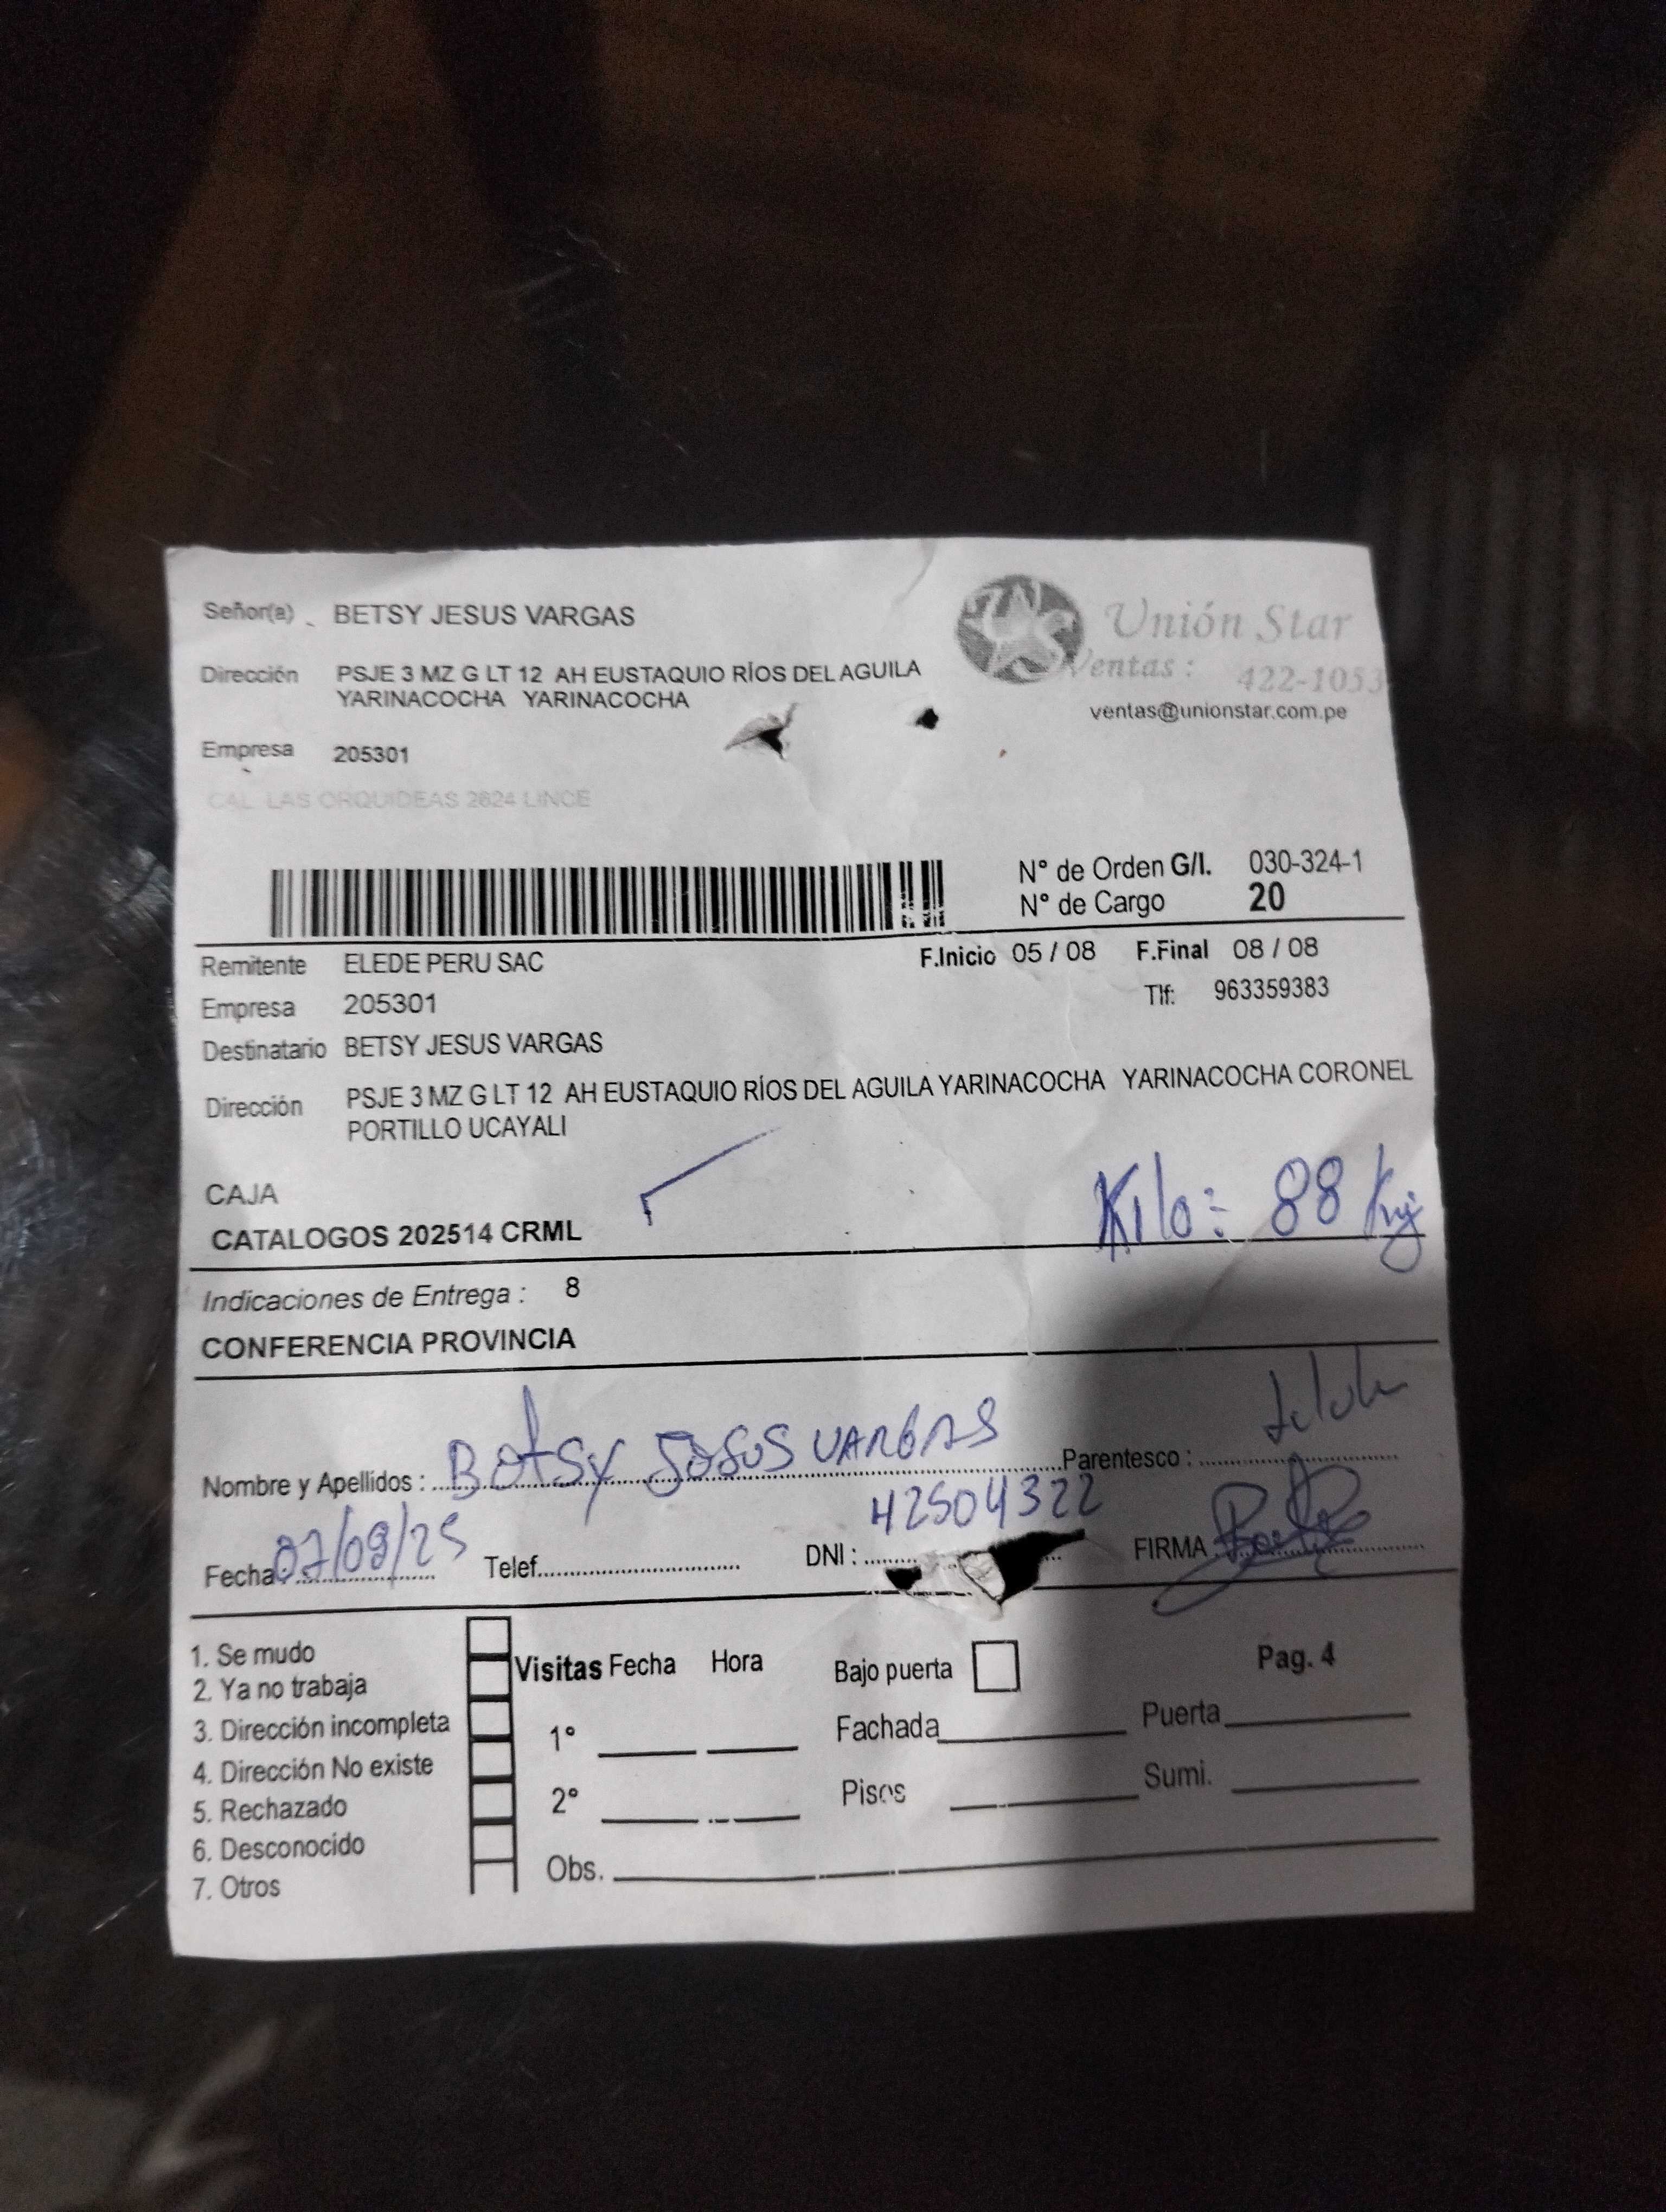 Señor(a) BETSY JESUS VARGAS
Unión Star
Dirección PSJE 3 MZ G LT 12 AH EUSTAQUIO RÍOS DEL AGUILA
YARINACOCHA YARINACOCHA
Ventas : 422-1053
ventas@unionstar.com.pe
Empresa 205301
CAL LAS ORQUIDEAS 2624 LINCE
N° de Orden G/I. 030-324-1
N° de Cargo 20
Remitente ELEDE PERU SAC F.Inicio 05 / 08 F.Final 08 / 08
Empresa 205301 Tlf: 963359383
Destinatario BETSY JESUS VARGAS
Dirección PSJE 3 MZ G LT 12 AH EUSTAQUIO RÍOS DEL AGUILA YARINACOCHA YARINACOCHA CORONEL
PORTILLO UCAYALI
CAJA
CATALOGOS 202514 CRML
Kilo: 88 Kg
Indicaciones de Entrega : 8
CONFERENCIA PROVINCIA
Nombre y Apellidos : Betsy Jesus VARGAS Parentesco :
Fecha: 07/08/25 Telef. DNI : 42504322 FIRMA
1. Se mudo
2. Ya no trabaja
3. Dirección incompleta
4. Dirección No existe
5. Rechazado
6. Desconocido
7. Otros
Visitas Fecha Hora
1°
2°
Obs.
Bajo puerta
Fachada
Pisos
Pag. 4
Puerta
Sumi.